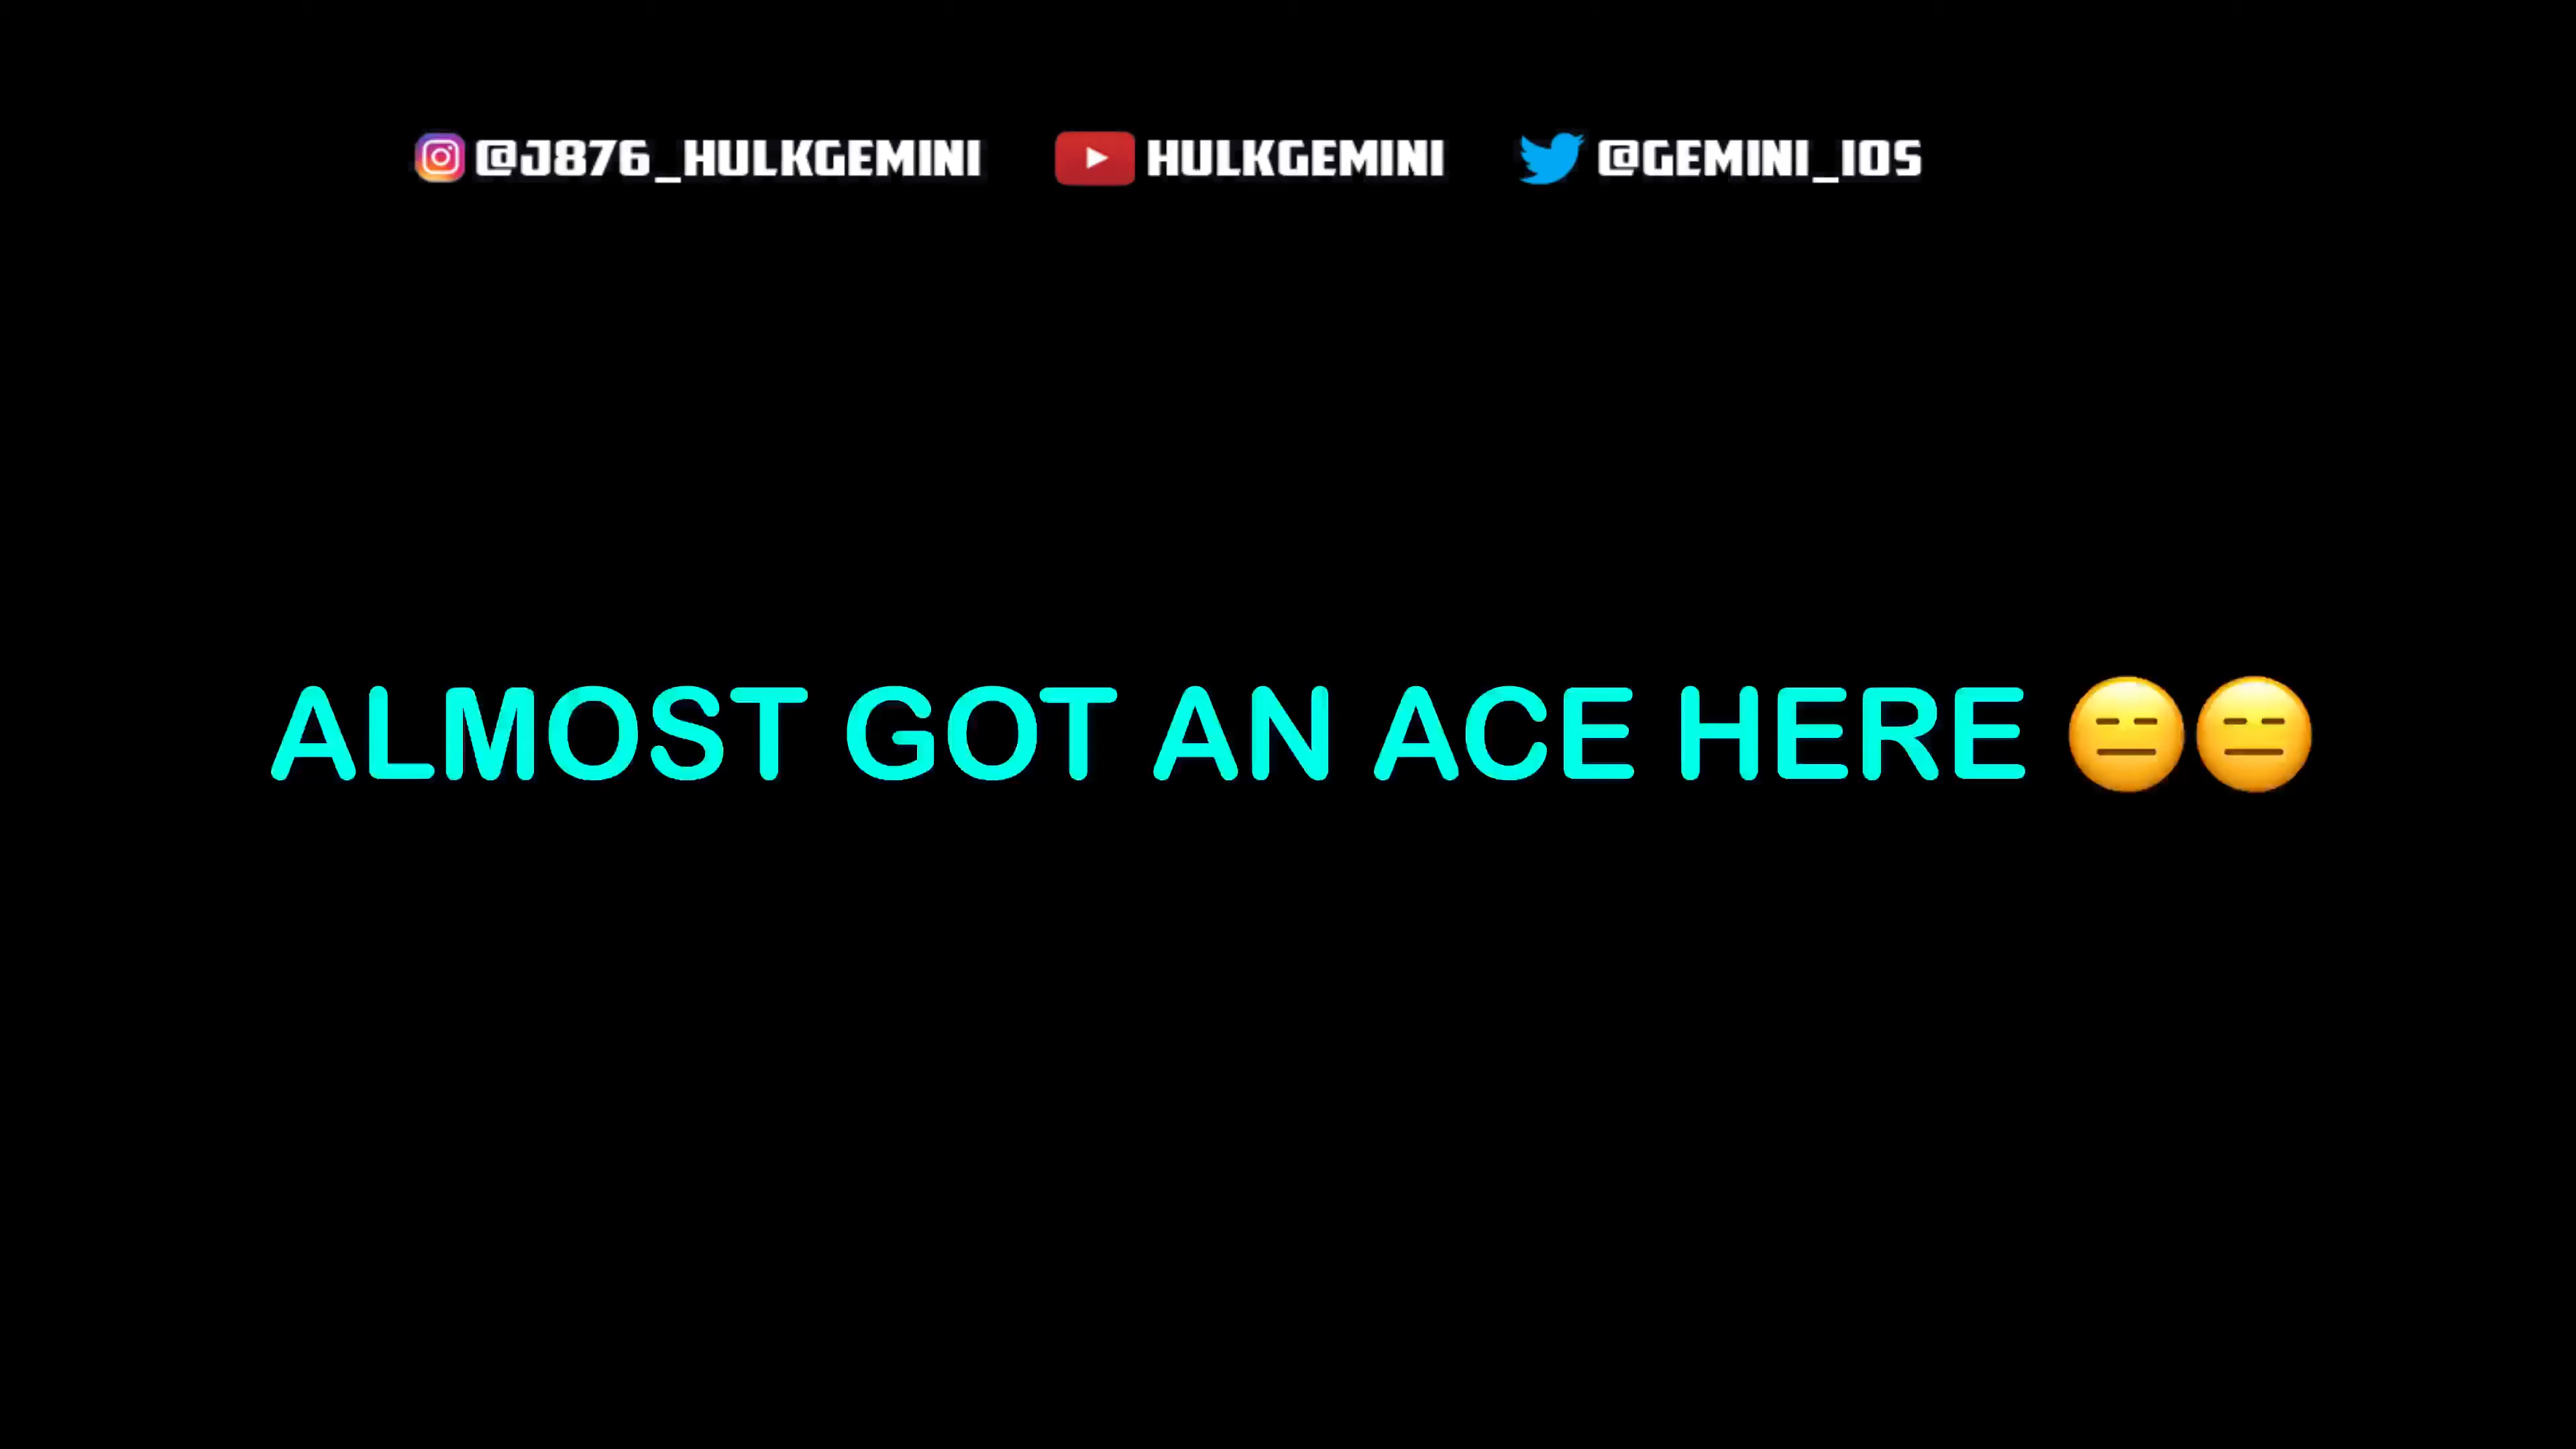 @J876_HULKGEMINI HULKGEMINI @GEMINI_IOS
ALMOST GOT AN ACE HERE 😑😑